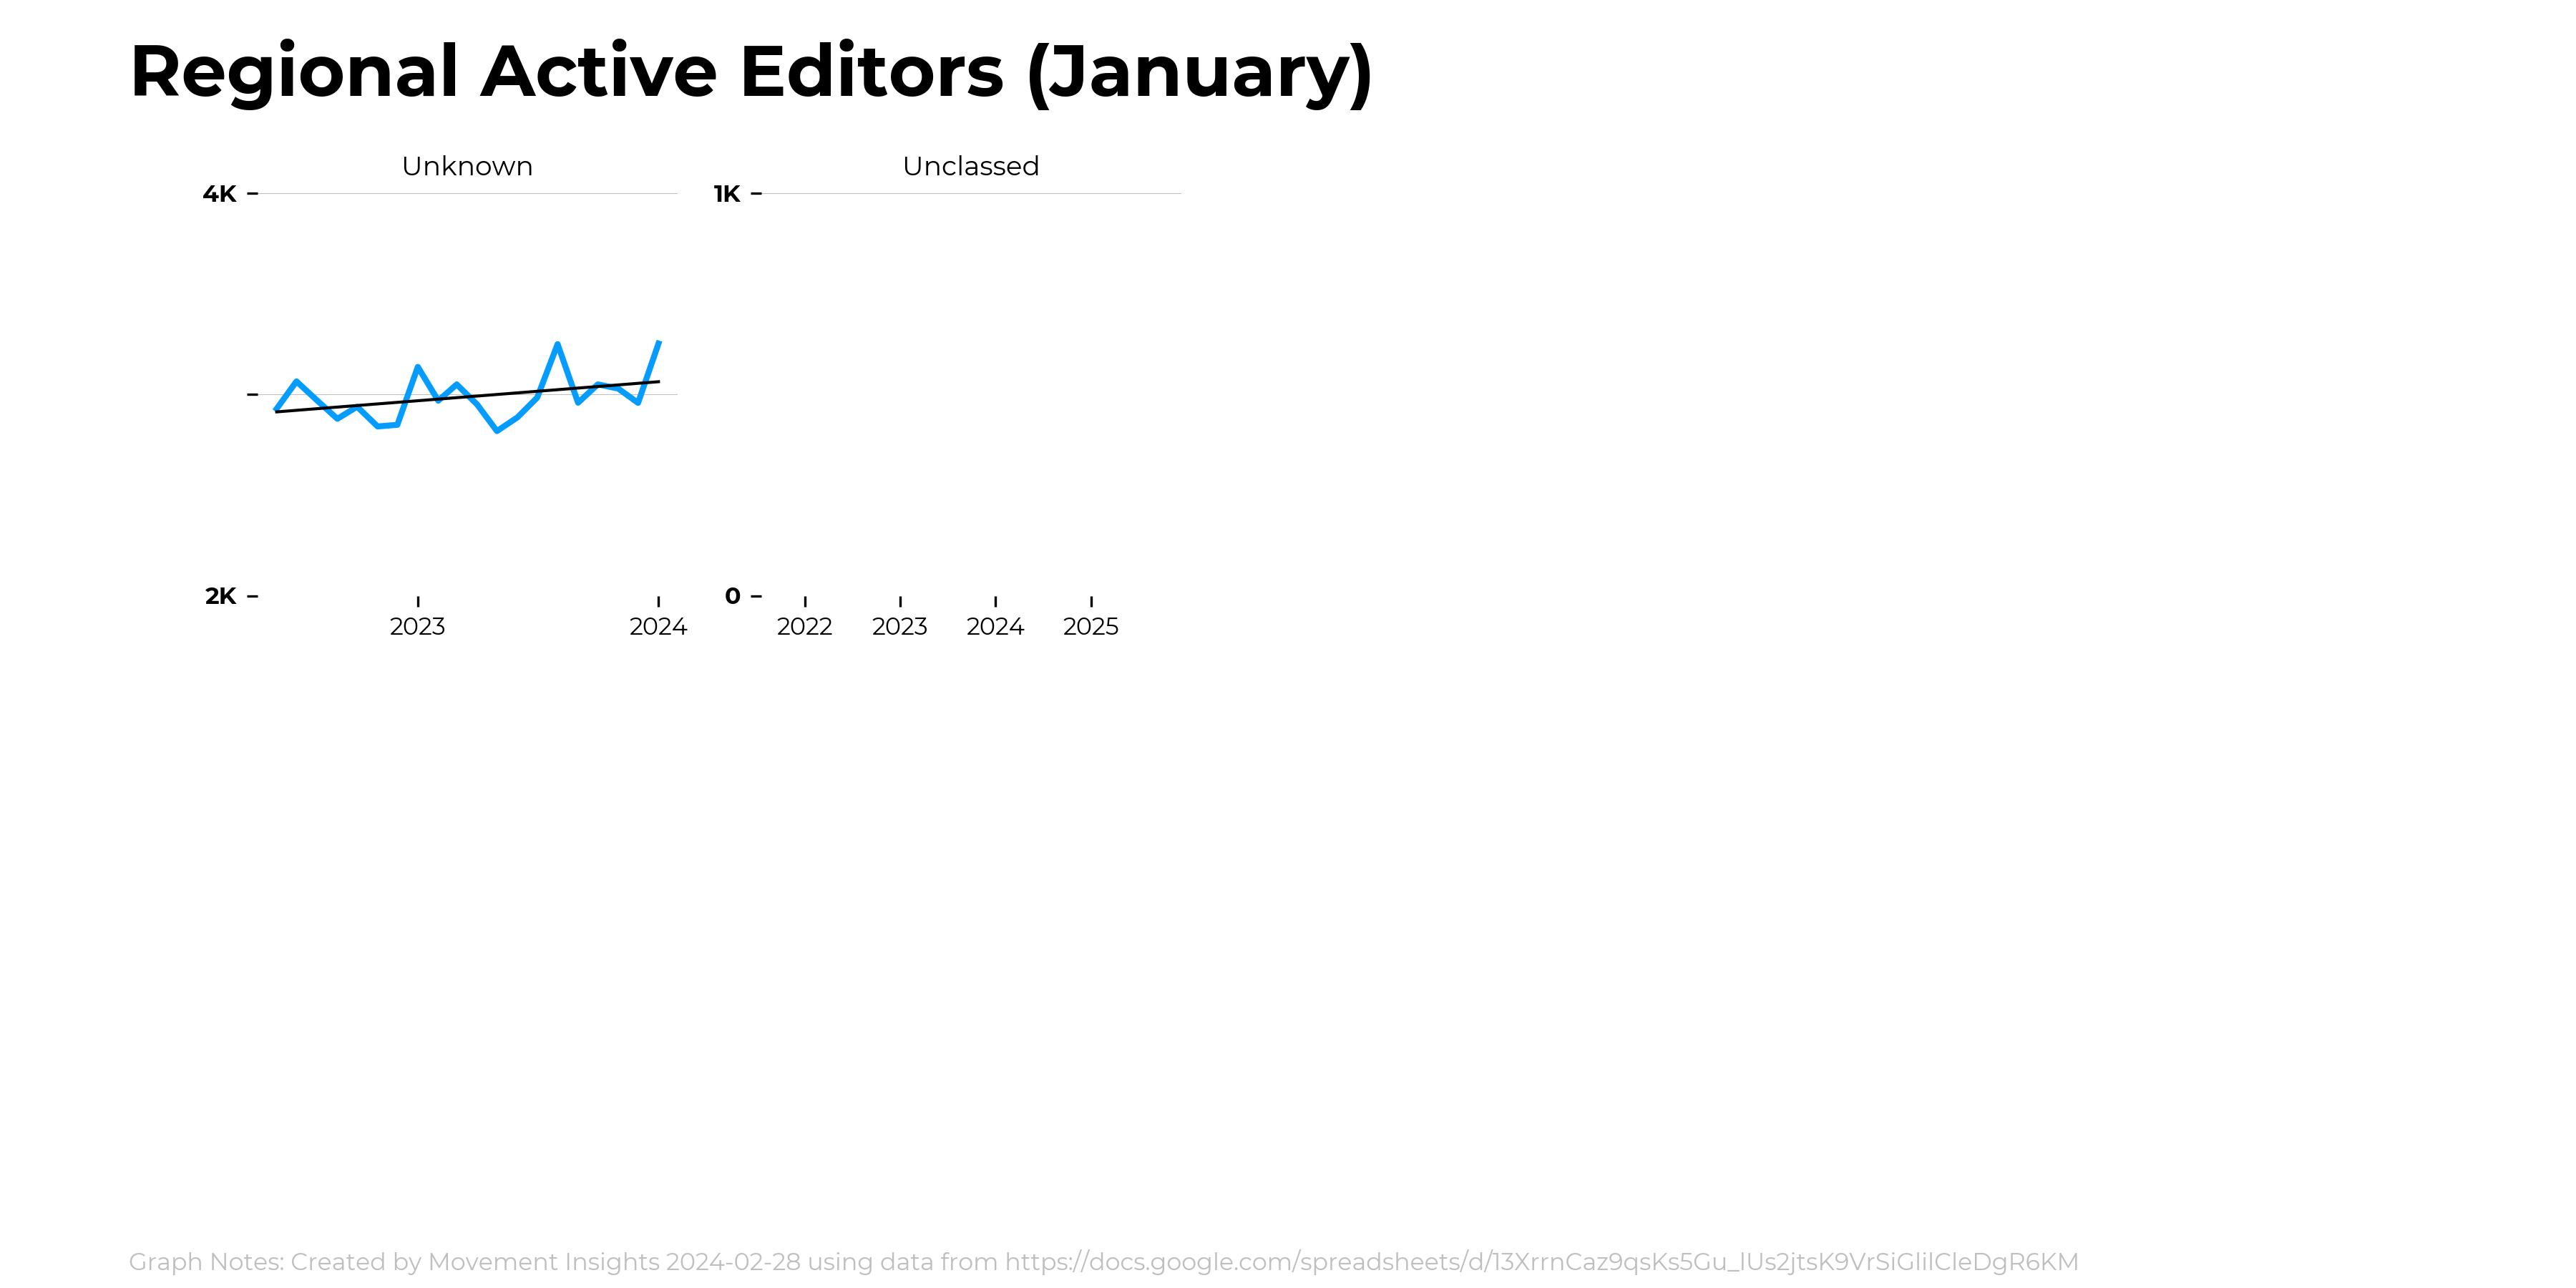 Regional Active Editors (January)
Unknown
Unclassed
4K
1K
2K
0
2023
2024
2022
2023
2024
2025
Graph Notes: Created by Movement Insights 2024-02-28 using data from https://docs.google.com/spreadsheets/d/13XrrnCaz9qsKs5Gu_lUs2jtsK9VrSiGlilCleDgR6KM